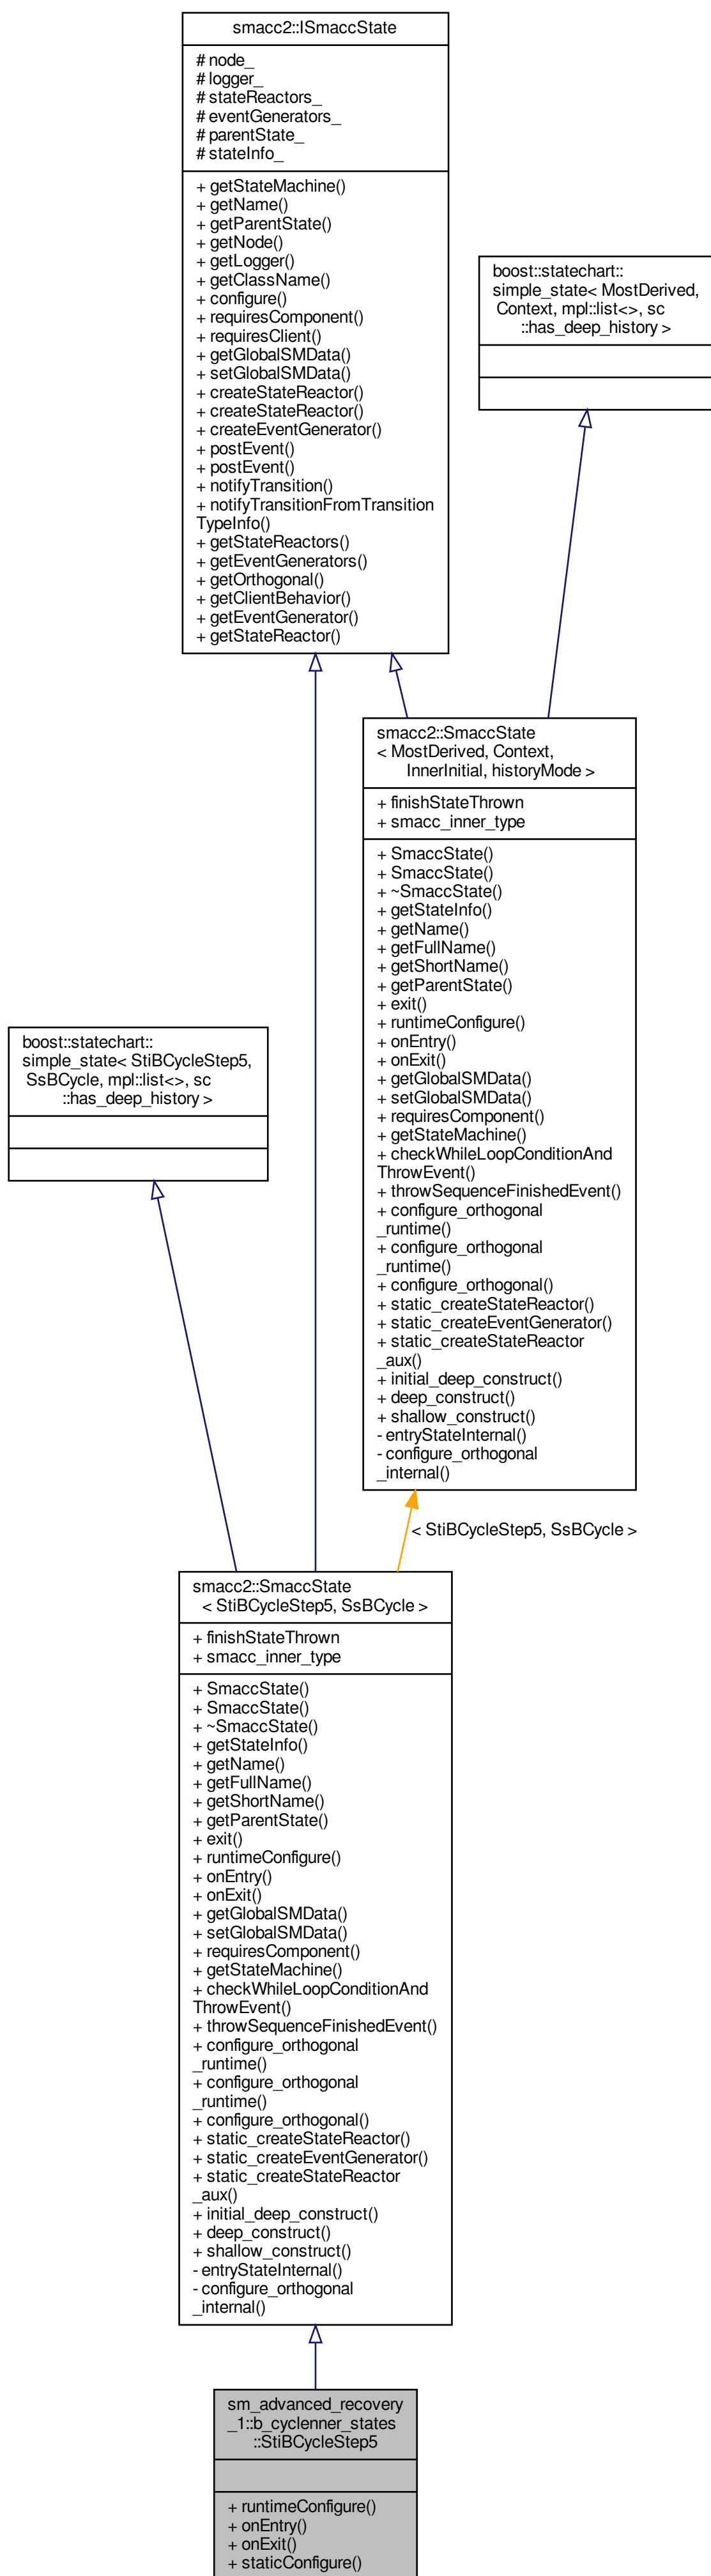 smacc2::ISmaccState
# node_
# logger_
# stateReactors_
# eventGenerators_
# parentState_
# stateInfo_
+ getStateMachine()
+ getName()
+ getParentState()
+ getNode()
+ getLogger()
+ getClassName()
+ configure()
+ requiresComponent()
+ requiresClient()
+ getGlobalSMData()
+ setGlobalSMData()
+ createStateReactor()
+ createStateReactor()
+ createEventGenerator()
+ postEvent()
+ postEvent()
+ notifyTransition()
+ notifyTransitionFromTransition
TypeInfo()
+ getStateReactors()
+ getEventGenerators()
+ getOrthogonal()
+ getClientBehavior()
+ getEventGenerator()
+ getStateReactor()
boost::statechart::
simple_state< MostDerived,
Context, mpl::list<>, sc
::has_deep_history >
smacc2::SmaccState
< MostDerived, Context,
InnerInitial, historyMode >
+ finishStateThrown
+ smacc_inner_type
+ SmaccState()
+ SmaccState()
+ ~SmaccState()
+ getStateInfo()
+ getName()
+ getFullName()
+ getShortName()
+ getParentState()
+ exit()
+ runtimeConfigure()
+ onEntry()
+ onExit()
+ getGlobalSMData()
+ setGlobalSMData()
+ requiresComponent()
+ getStateMachine()
+ checkWhileLoopConditionAnd
ThrowEvent()
+ throwSequenceFinishedEvent()
+ configure_orthogonal
_runtime()
+ configure_orthogonal
_runtime()
+ configure_orthogonal()
+ static_createStateReactor()
+ static_createEventGenerator()
+ static_createStateReactor
_aux()
+ initial_deep_construct()
+ deep_construct()
+ shallow_construct()
- entryStateInternal()
- configure_orthogonal
_internal()
boost::statechart::
simple_state< StiBCycleStep5,
SsBCycle, mpl::list<>, sc
::has_deep_history >
< StiBCycleStep5, SsBCycle >
smacc2::SmaccState
< StiBCycleStep5, SsBCycle >
+ finishStateThrown
+ smacc_inner_type
+ SmaccState()
+ SmaccState()
+ ~SmaccState()
+ getStateInfo()
+ getName()
+ getFullName()
+ getShortName()
+ getParentState()
+ exit()
+ runtimeConfigure()
+ onEntry()
+ onExit()
+ getGlobalSMData()
+ setGlobalSMData()
+ requiresComponent()
+ getStateMachine()
+ checkWhileLoopConditionAnd
ThrowEvent()
+ throwSequenceFinishedEvent()
+ configure_orthogonal
_runtime()
+ configure_orthogonal
_runtime()
+ configure_orthogonal()
+ static_createStateReactor()
+ static_createEventGenerator()
+ static_createStateReactor
_aux()
+ initial_deep_construct()
+ deep_construct()
+ shallow_construct()
- entryStateInternal()
- configure_orthogonal
_internal()
sm_advanced_recovery
_1::b_cyclenner_states
::StiBCycleStep5
+ runtimeConfigure()
+ onEntry()
+ onExit()
+ staticConfigure()